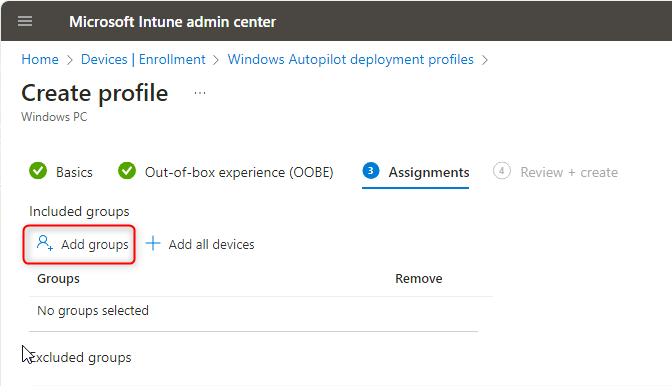 Microsoft Intune admin center
Home > Devices | Enrollment > Windows Autopilot deployment profiles >
Create profile ...
Windows PC
Basics Out-of-box experience (OOBE) 3 Assignments 4 Review + create
Included groups
Add groups + Add all devices
Groups Remove
No groups selected
Excluded groups